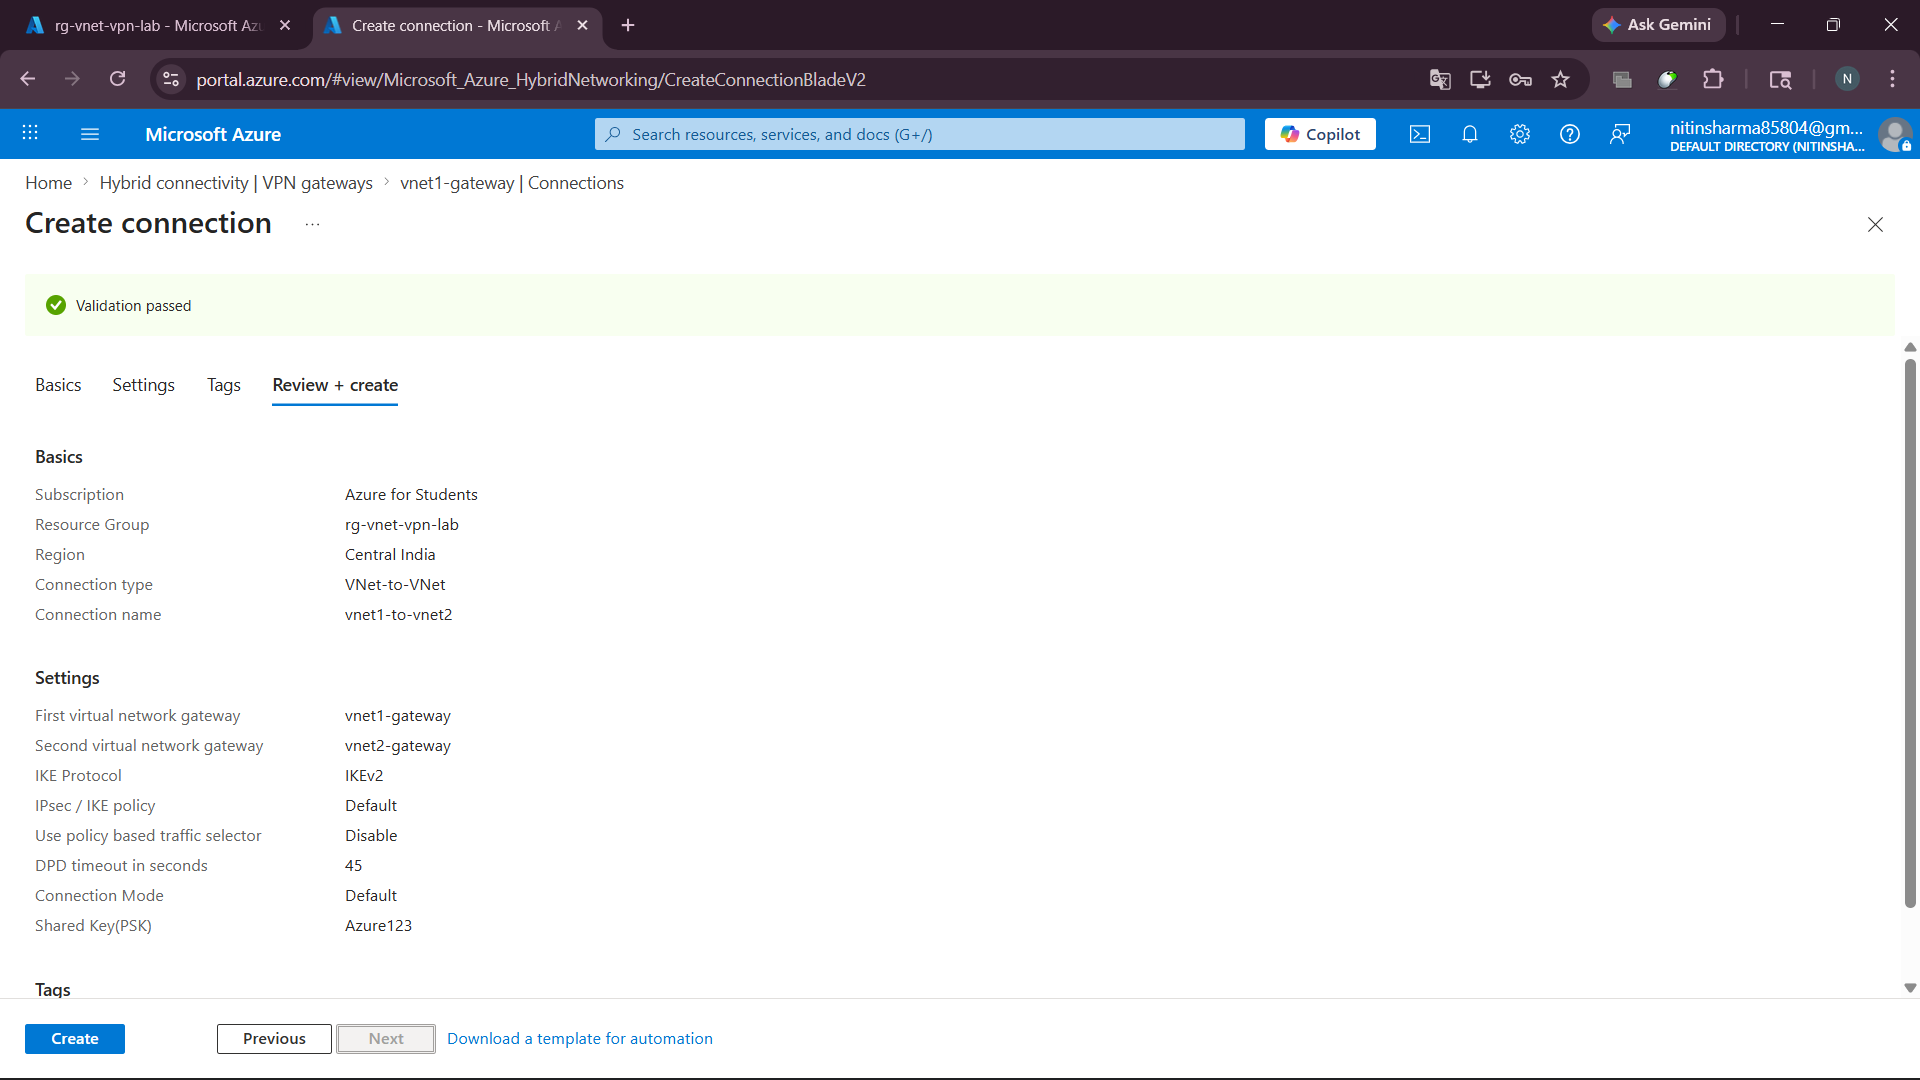 rg-vnet-vpn-lab - Microsoft Az
Create connection - Microsoft A
Ask Gemini
portal.azure.com/#view/Microsoft_Azure_HybridNetworking/CreateConnectionBladeV2
N
Microsoft Azure
Search resources, services, and docs (G+/)
Copilot
nitinsharma85804@gm...
DEFAULT DIRECTORY (NITINSHA...
Home > Hybrid connectivity | VPN gateways > vnet1-gateway | Connections
Create connection ...
Validation passed
Basics Settings Tags Review + create
Basics
Subscription Azure for Students
Resource Group rg-vnet-vpn-lab
Region Central India
Connection type VNet-to-VNet
Connection name vnet1-to-vnet2
Settings
First virtual network gateway vnet1-gateway
Second virtual network gateway vnet2-gateway
IKE Protocol IKEv2
IPsec / IKE policy Default
Use policy based traffic selector Disable
DPD timeout in seconds 45
Connection Mode Default
Shared Key(PSK) Azure123
Tags
Create Previous Next Download a template for automation